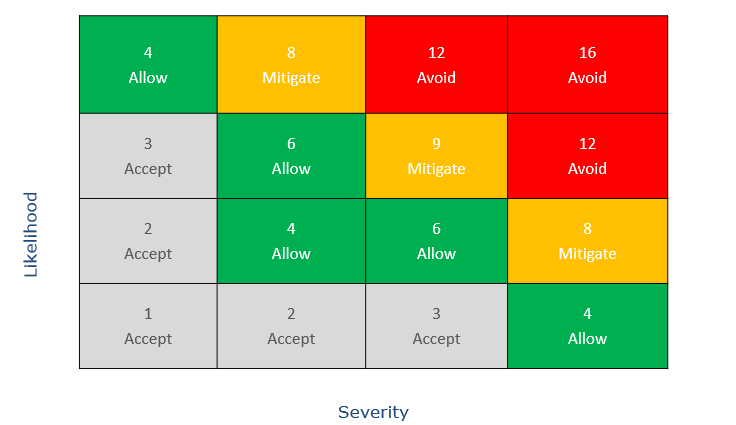 4
Allow
8
Mitigate
12
Avoid
16
Avoid
3
Accept
6
Allow
9
Mitigate
12
Avoid
2
Accept
4
Allow
6
Allow
8
Mitigate
1
Accept
2
Accept
3
Accept
4
Allow
Likelihood
Severity